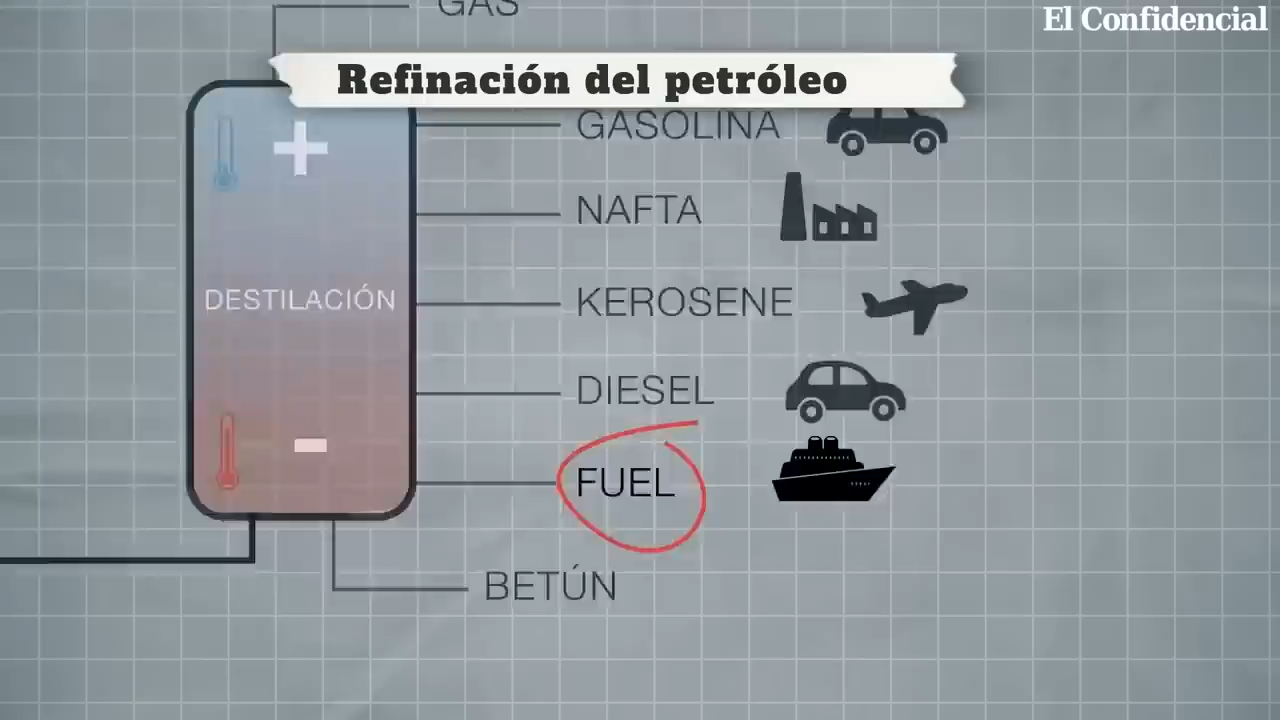 GAS
El Confidencial
Refinación del petróleo
GASOLINA
NAFTA
DESTILACIÓN
KEROSENE
DIESEL
FUEL
BETÚN